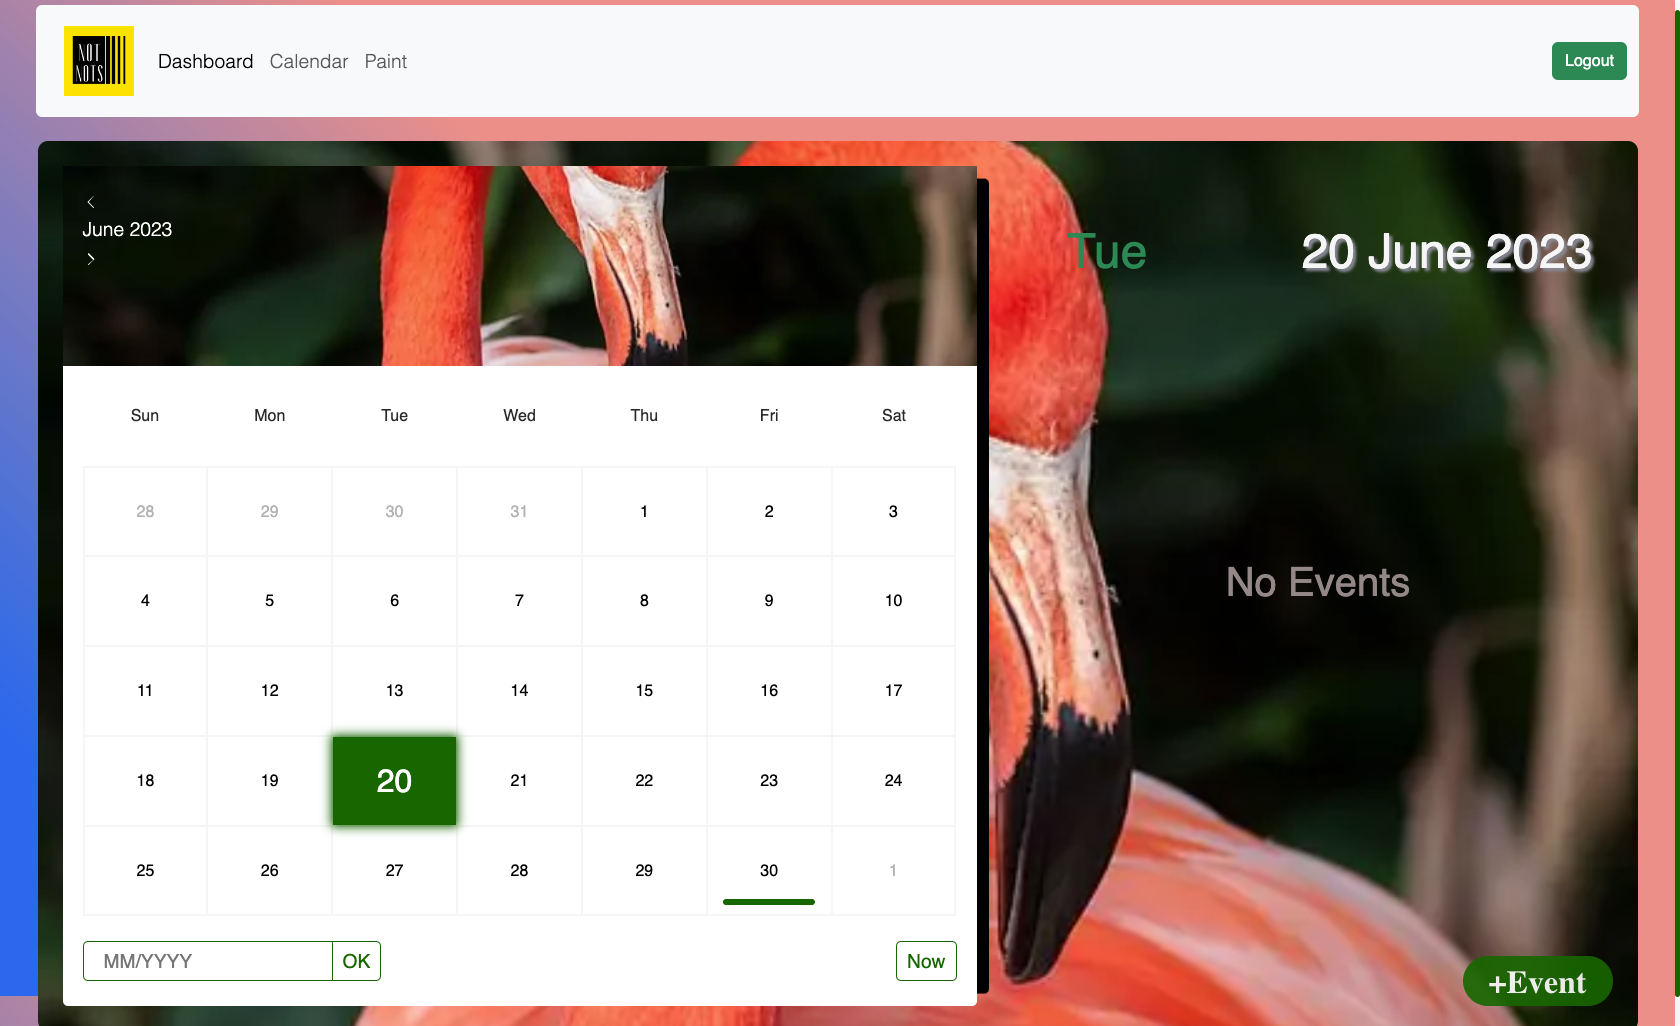 NOT
NOTS
Dashboard Calendar Paint
Logout
<
June 2023
>
Tue 20 June 2023
Sun Mon Tue Wed Thu Fri Sat
28 29 30 31 1 2 3
4 5 6 7 8 9 10
11 12 13 14 15 16 17
18 19 20 21 22 23 24
25 26 27 28 29 30 1
No Events
MM/YYYY OK Now
+Event